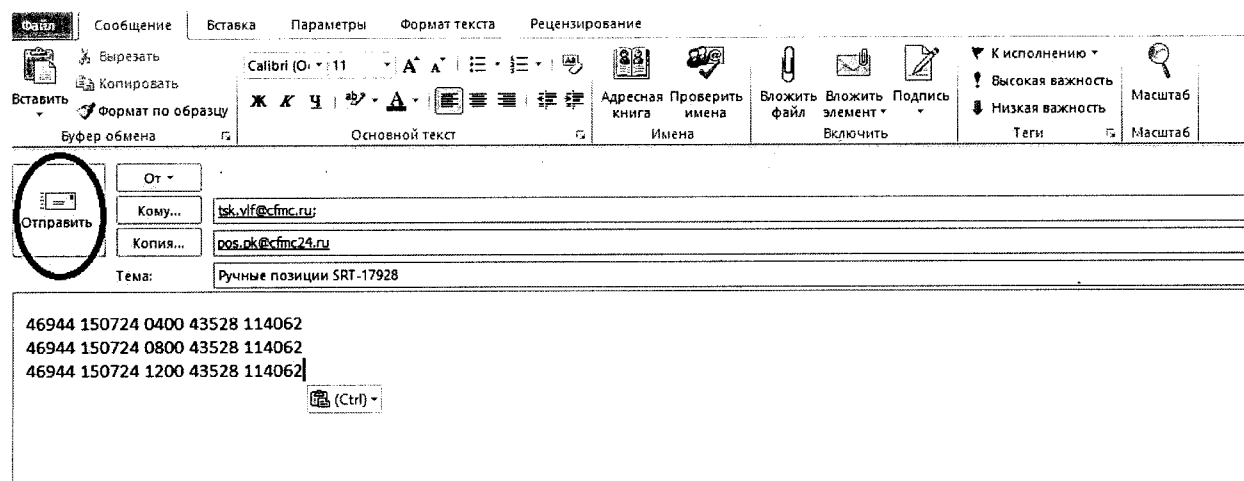 Файл Сообщение Вставка Параметры Формат текста Рецензирование
Вставить
Вырезать
Копировать
Формат по образцу
Буфер обмена
Calibri (О 11
Ж К Ч
Основной текст
Адресная книга
Проверить имена
Имена
Вложить файл
Вложить элемент
Подпись
Включить
К исполнению
Высокая важность
Низкая важность
Теги
Масштаб
Масштаб
Отправить
От
Кому... tsk.vlf@cfmc.ru;
Копия... pos.pk@cfmc24.ru
Тема: Ручные позиции SRT-17928
46944 150724 0400 43528 114062
46944 150724 0800 43528 114062
46944 150724 1200 43528 114062
(Ctrl)